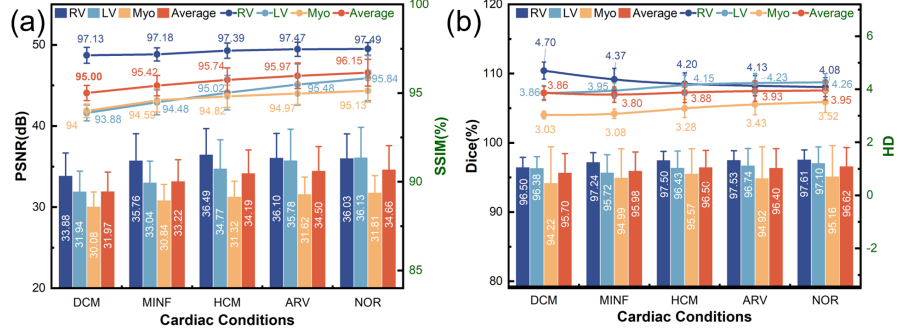 (a)
RV LV Myo Average RV LV Myo Average
PSNR(dB)
50
40
30
20
SSIM(%)
100
95
90
85
97.13 97.18 97.39 97.47 97.49
95.00 95.42 95.74 95.97 96.15
93.88 94.48 95.02 95.48 95.84
94 94.59 94.82 94.97 95.13
33.88 31.94 30.08 31.97
35.76 33.04 30.84 33.22
36.49 34.77 31.32 34.19
36.10 35.78 31.62 34.50
36.03 36.13 31.81 34.66
DCM MINF HCM ARV NOR
Cardiac Conditions
(b)
RV LV Myo Average RV LV Myo Average
Dice(%)
120
110
100
90
80
HD
6
4
2
0
-2
4.70 4.37 4.20 4.13 4.08
3.86 3.95 4.15 4.23 4.26
3.86 3.80 3.88 3.93 3.95
3.03 3.08 3.28 3.43 3.52
96.50 96.38 94.22 95.70
97.24 95.72 94.99 95.98
97.50 96.43 95.57 96.50
97.53 96.74 94.92 96.40
97.61 97.10 95.16 96.62
DCM MINF HCM ARV NOR
Cardiac Conditions